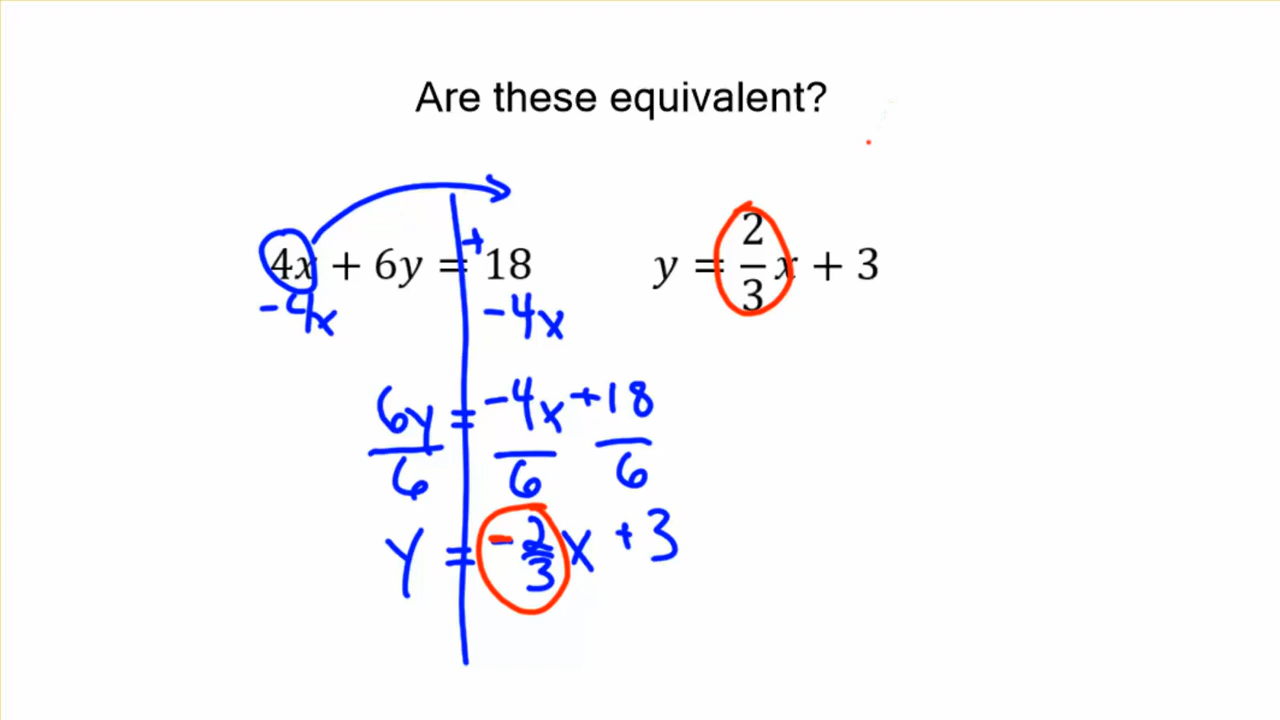 Are these equivalent?
4x + 6y = + 18
y = 2/3 x + 3
-4x -4x
6y = -4x + 18
6 6 6
y = - 2/3 x + 3